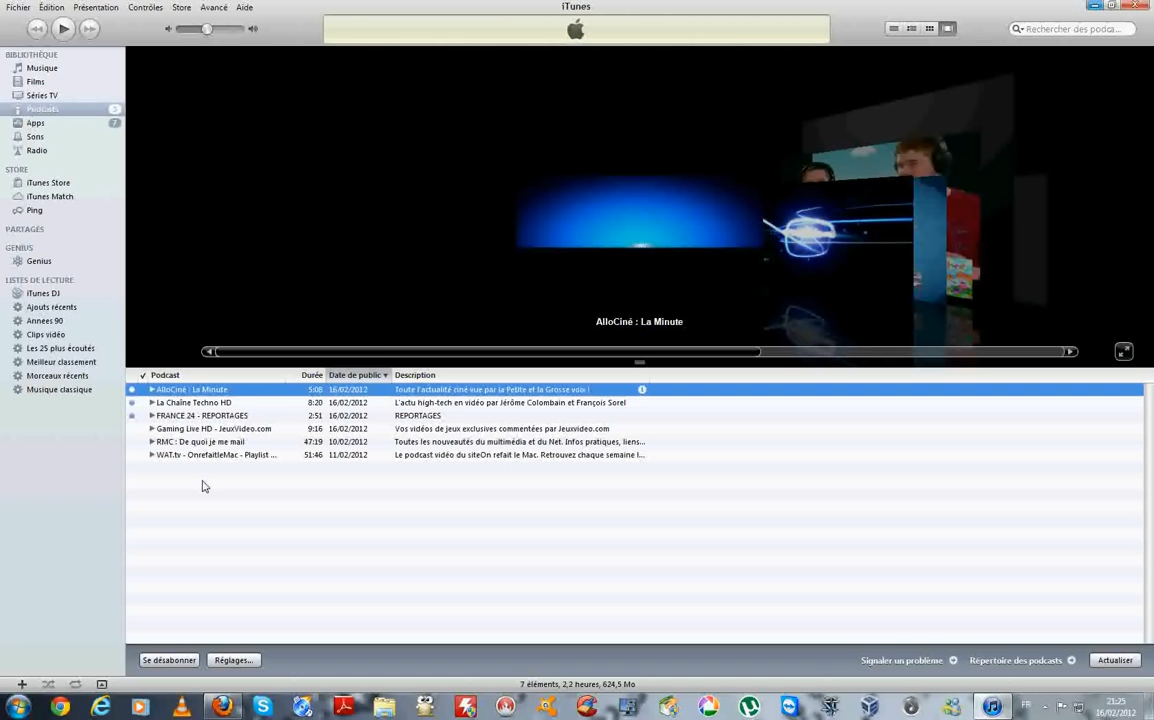 iTunes
Fichier Édition Présentation Contrôles Store Avancé Aide
Rechercher des podca...
BIBLIOTHÈQUE
Musique
Films
Séries TV
Podcasts 3
Apps 7
Sons
Radio
STORE
iTunes Store
iTunes Match
Ping
PARTAGÉS
GENIUS
Genius
LISTES DE LECTURE
iTunes DJ
Ajouts récents
Années 90
Clips vidéo
Les 25 plus écoutés
Meilleur classement
Morceaux récents
Musique classique
AlloCiné : La Minute
Podcast Durée Date de public Description
AlloCiné : La Minute 5:08 16/02/2012 Toute l'actualité ciné vue par la Petite et la Grosse voix !
La Chaîne Techno HD 8:20 16/02/2012 L'actu high-tech en vidéo par Jérôme Colombain et François Sorel
FRANCE 24 - REPORTAGES 2:51 16/02/2012 REPORTAGES
Gaming Live HD - JeuxVideo.com 9:16 16/02/2012 Vos vidéos de jeux exclusives commentées par Jeuxvideo.com
RMC : De quoi je me mail 47:19 10/02/2012 Toutes les nouveautés du multimédia et du Net. Infos pratiques, liens...
WAT.tv - OnrefaitleMac - Playlist ... 51:46 11/02/2012 Le podcast vidéo du siteOn refait le Mac. Retrouvez chaque semaine l...
Se désabonner Réglages... Signaler un problème Répertoire des podcasts Actualiser
7 éléments, 2,2 heures, 624,5 Mo
FR 21:25
16/02/2012